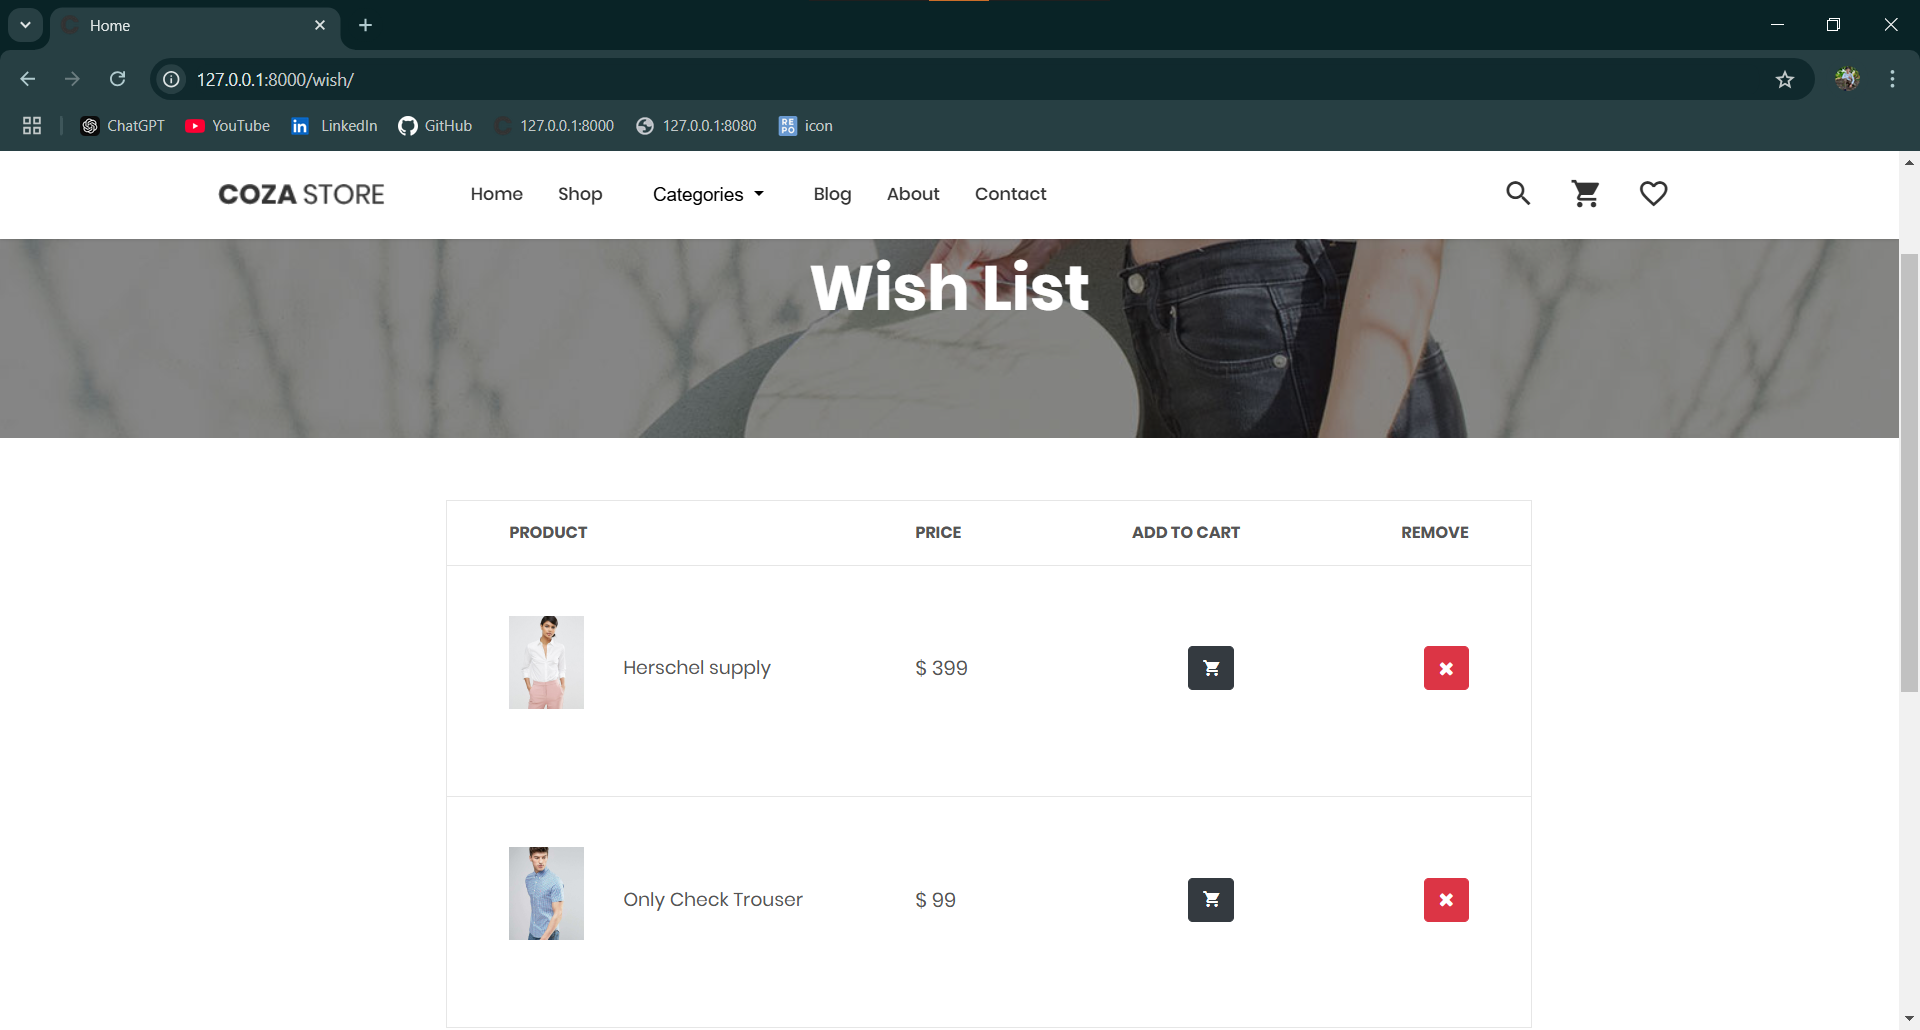 Home
127.0.0.1:8000/wish/
ChatGPT YouTube LinkedIn GitHub 127.0.0.1:8000 127.0.0.1:8080 REPO icon
COZA STORE Home Shop Categories Blog About Contact
Wish List
PRODUCT PRICE ADD TO CART REMOVE
Herschel supply $ 399
Only Check Trouser $ 99